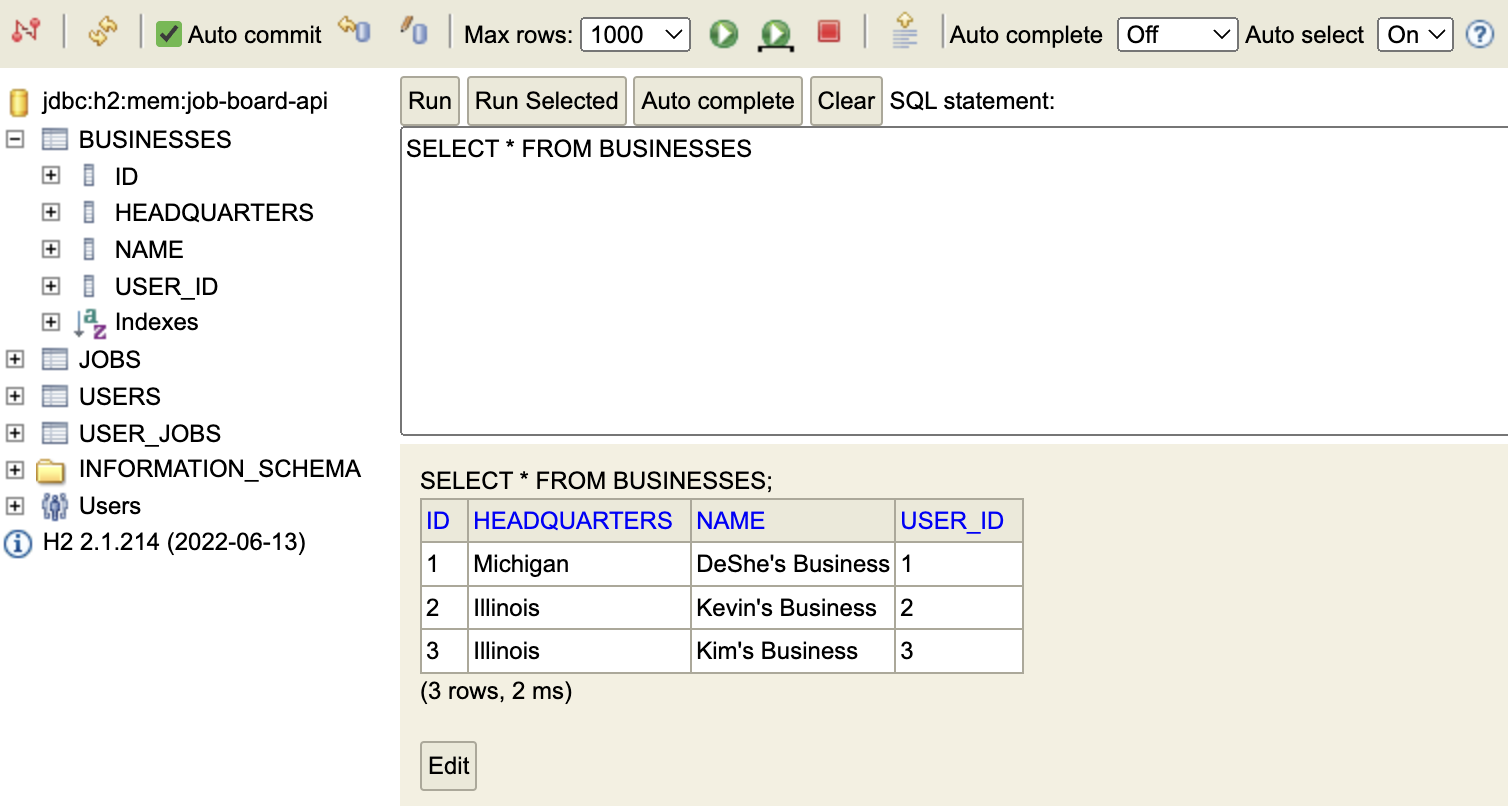 Auto commit Max rows: 1000 Auto complete Off Auto select On ?
jdbc:h2:mem:job-board-api
BUSINESSES
ID
HEADQUARTERS
NAME
USER_ID
Indexes
JOBS
USERS
USER_JOBS
INFORMATION_SCHEMA
Users
H2 2.1.214 (2022-06-13)
Run Run Selected Auto complete Clear SQL statement:
SELECT * FROM BUSINESSES
SELECT * FROM BUSINESSES;
ID HEADQUARTERS NAME USER_ID
1 Michigan DeShe's Business 1
2 Illinois Kevin's Business 2
3 Illinois Kim's Business 3
(3 rows, 2 ms)
Edit